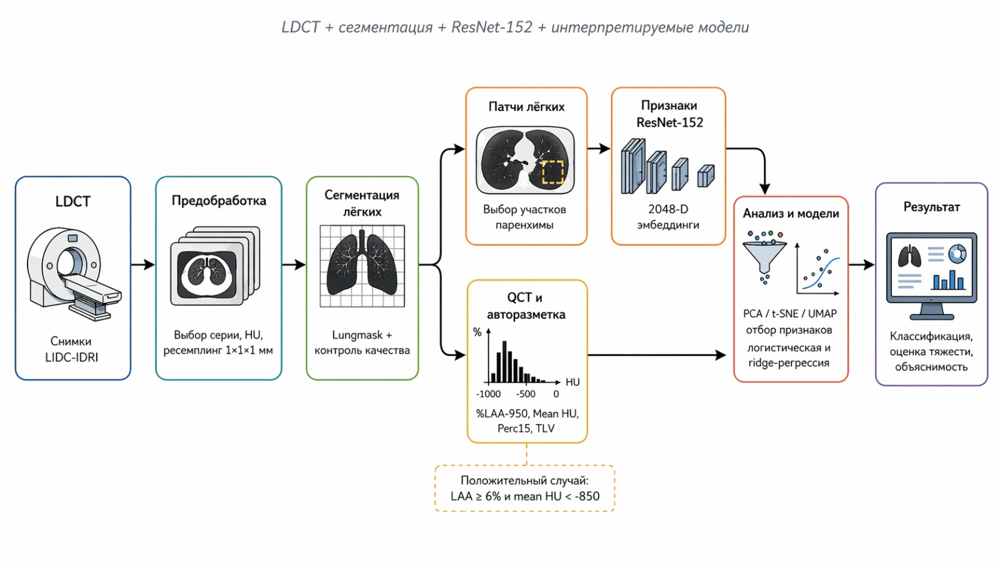 LDCT + сегментация + ResNet-152 + интерпретируемые модели
LDCT
Снимки
LIDC-IDRI
Предобработка
Выбор серии, HU,
ресемплинг 1×1×1 мм
Сегментация
лёгких
Lungmask +
контроль качества
Патчи лёгких
Выбор участков
паренхимы
Признаки
ResNet-152
2048-D
эмбеддинги
QCT и
авторазметка
%
HU
-1000 -500 0
%LAA-950, Mean HU,
Perc15, TLV
Положительный случай:
LAA ≥ 6% и mean HU < -850
Анализ и модели
PCA / t-SNE / UMAP
отбор признаков
логистическая и
ridge-регрессия
Результат
Классификация,
оценка тяжести,
объяснимость